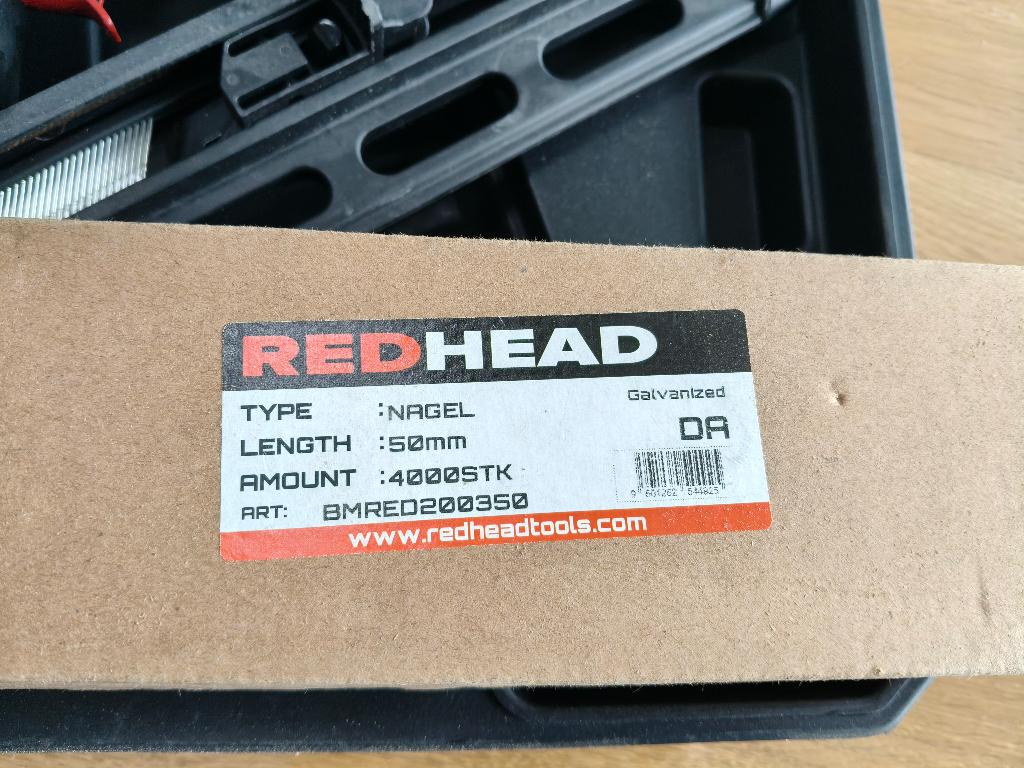 REDHEAD
TYPE :NAGEL
Galvanized
LENGTH :50mm
DA
AMOUNT :4000STK
ART: BMRED200350
www.redheadtools.com